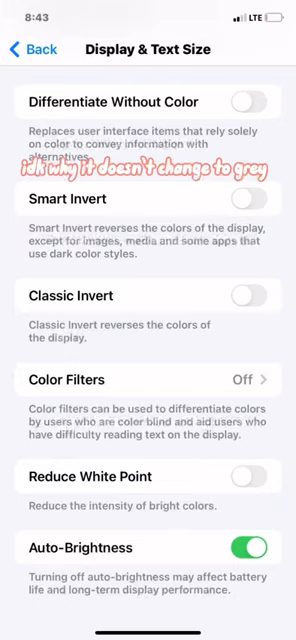 8:43
LTE
Back
Display & Text Size
Differentiate Without Color
Replaces user interface items that rely solely
on color to convey information with
alternatives.
idk why it doesn't change to grey
Smart Invert
Smart Invert reverses the colors of the display,
except for images, media and some apps that
use dark color styles.
Classic Invert
Classic Invert reverses the colors of
the display.
Color Filters
Off
Color filters can be used to differentiate colors
by users who are color blind and aid users who
have difficulty reading text on the display.
Reduce White Point
Reduce the intensity of bright colors.
Auto-Brightness
Turning off auto-brightness may affect battery
life and long-term display performance.